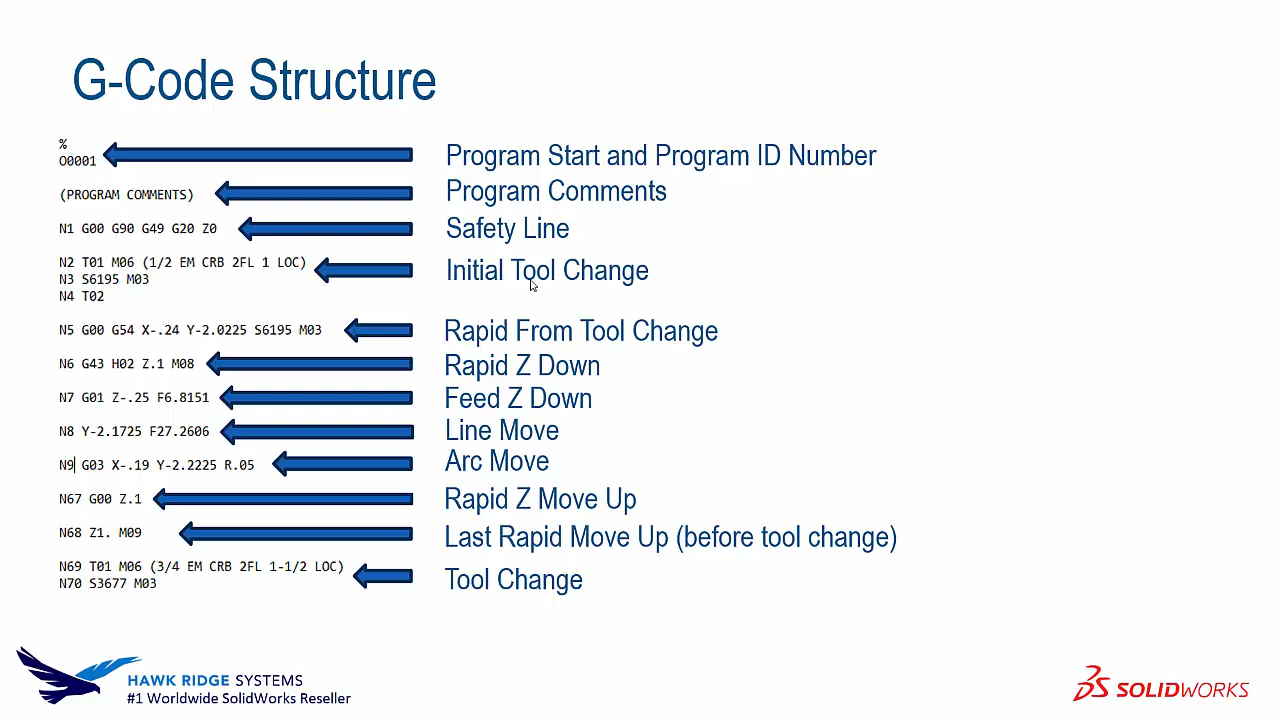 G-Code Structure
%
O0001
Program Start and Program ID Number
(PROGRAM COMMENTS)
Program Comments
N1 G00 G90 G49 G20 Z0
Safety Line
N2 T01 M06 (1/2 EM CRB 2FL 1 LOC)
N3 S6195 M03
N4 T02
Initial Tool Change
N5 G00 G54 X-.24 Y-2.0225 S6195 M03
Rapid From Tool Change
N6 G43 H02 Z.1 M08
Rapid Z Down
N7 G01 Z-.25 F6.8151
Feed Z Down
N8 Y-2.1725 F27.2606
Line Move
N9 G03 X-.19 Y-2.2225 R.05
Arc Move
N67 G00 Z.1
Rapid Z Move Up
N68 Z1. M09
Last Rapid Move Up (before tool change)
N69 T01 M06 (3/4 EM CRB 2FL 1-1/2 LOC)
N70 S3677 M03
Tool Change
HAWK RIDGE SYSTEMS
#1 Worldwide SolidWorks Reseller
SOLIDWORKS